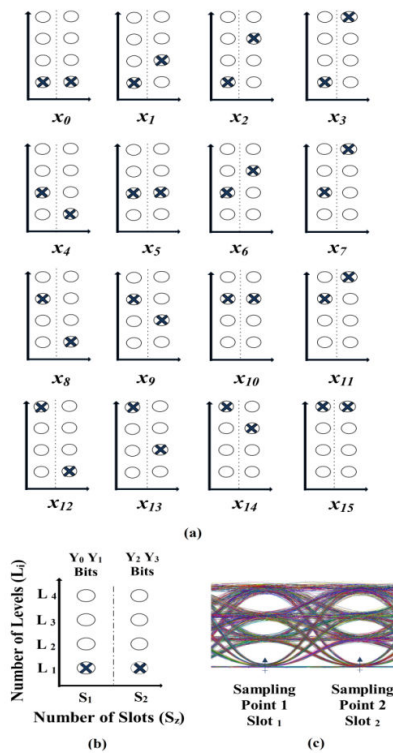 x0 x1 x2 x3
x4 x5 x6 x7
x8 x9 x10 x11
x12 x13 x14 x15
(a)
Number of Levels (Li)
Y0 Y1
Bits
Y2 Y3
Bits
L 4
L 3
L 2
L 1
S1 S2
Number of Slots (Sz)
(b)
Sampling
Point 1
Slot 1
Sampling
Point 2
Slot 2
(c)